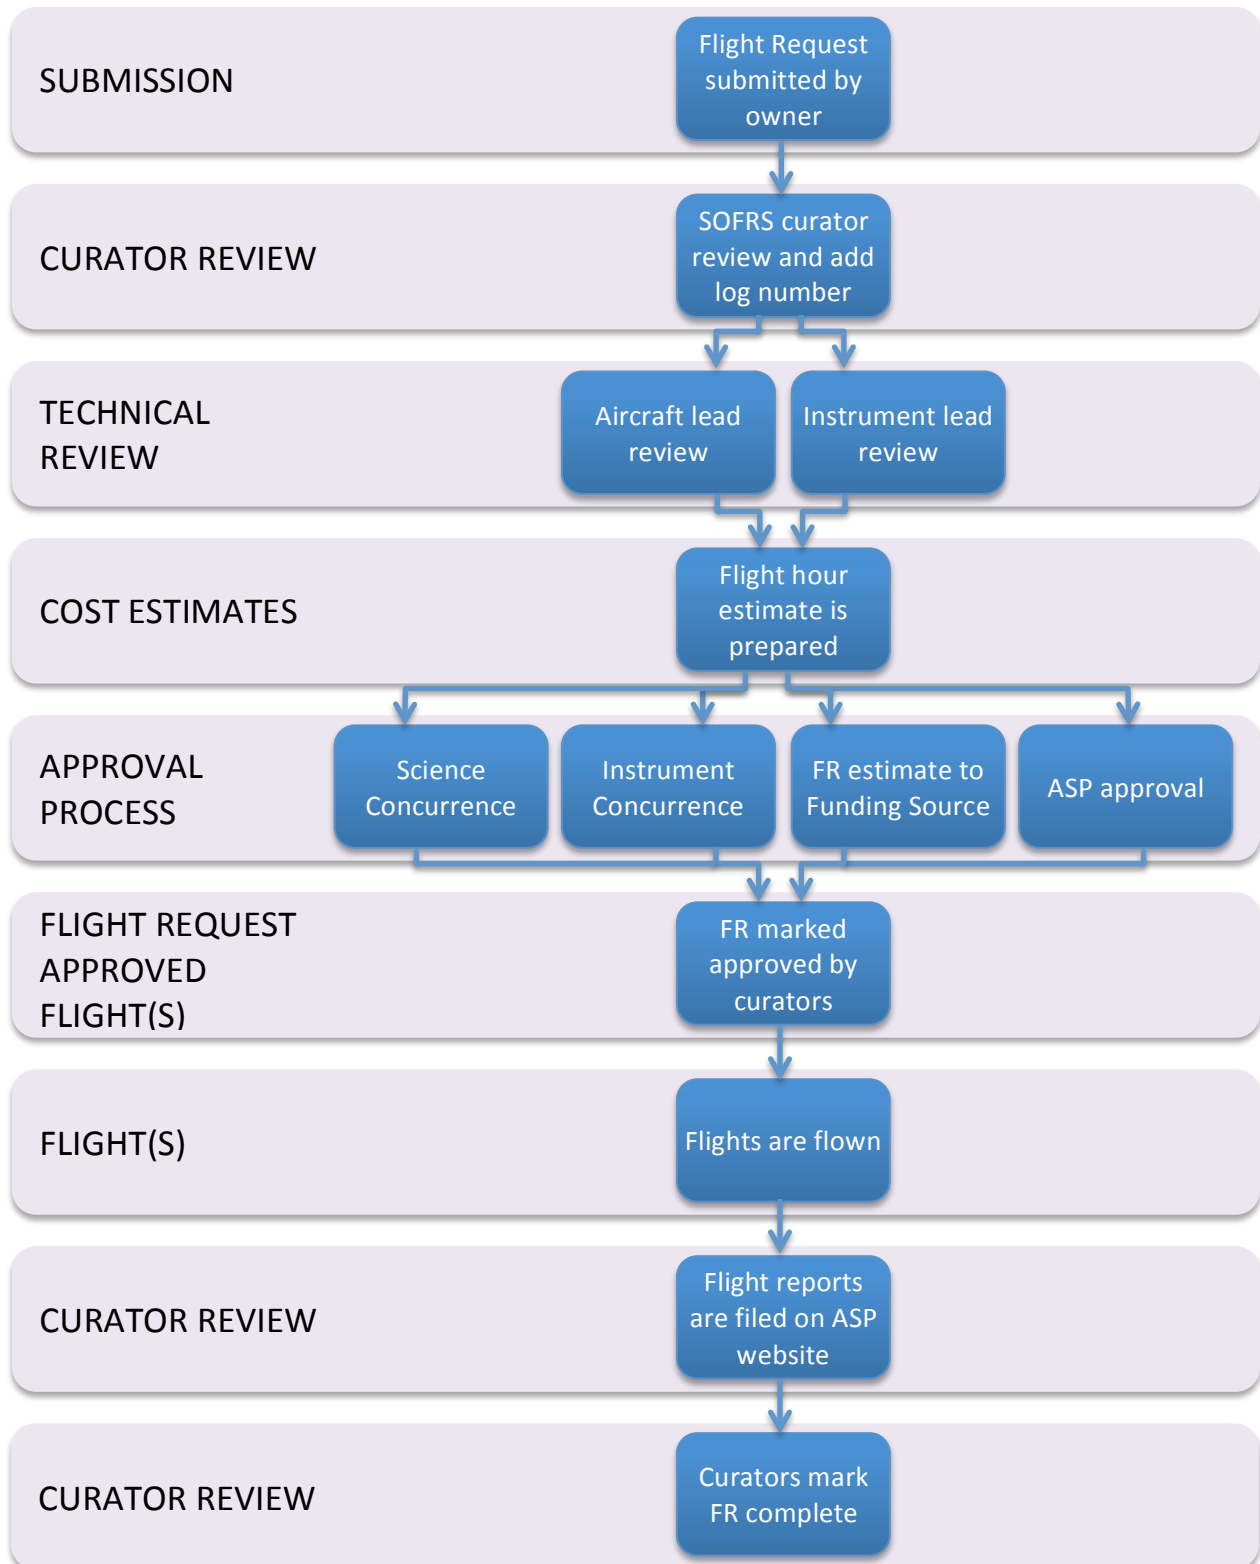 SUBMISSION
Flight Request
submitted by
owner
CURATOR REVIEW
SOFRS curator
review and add
log number
TECHNICAL
REVIEW
Aircraft lead
review
Instrument lead
review
COST ESTIMATES
Flight hour
estimate is
prepared
APPROVAL
PROCESS
Science
Concurrence
Instrument
Concurrence
FR estimate to
Funding Source
ASP approval
FLIGHT REQUEST
APPROVED
FLIGHT(S)
FR marked
approved by
curators
FLIGHT(S)
Flights are flown
CURATOR REVIEW
Flight reports
are filed on ASP
website
CURATOR REVIEW
Curators mark
FR complete